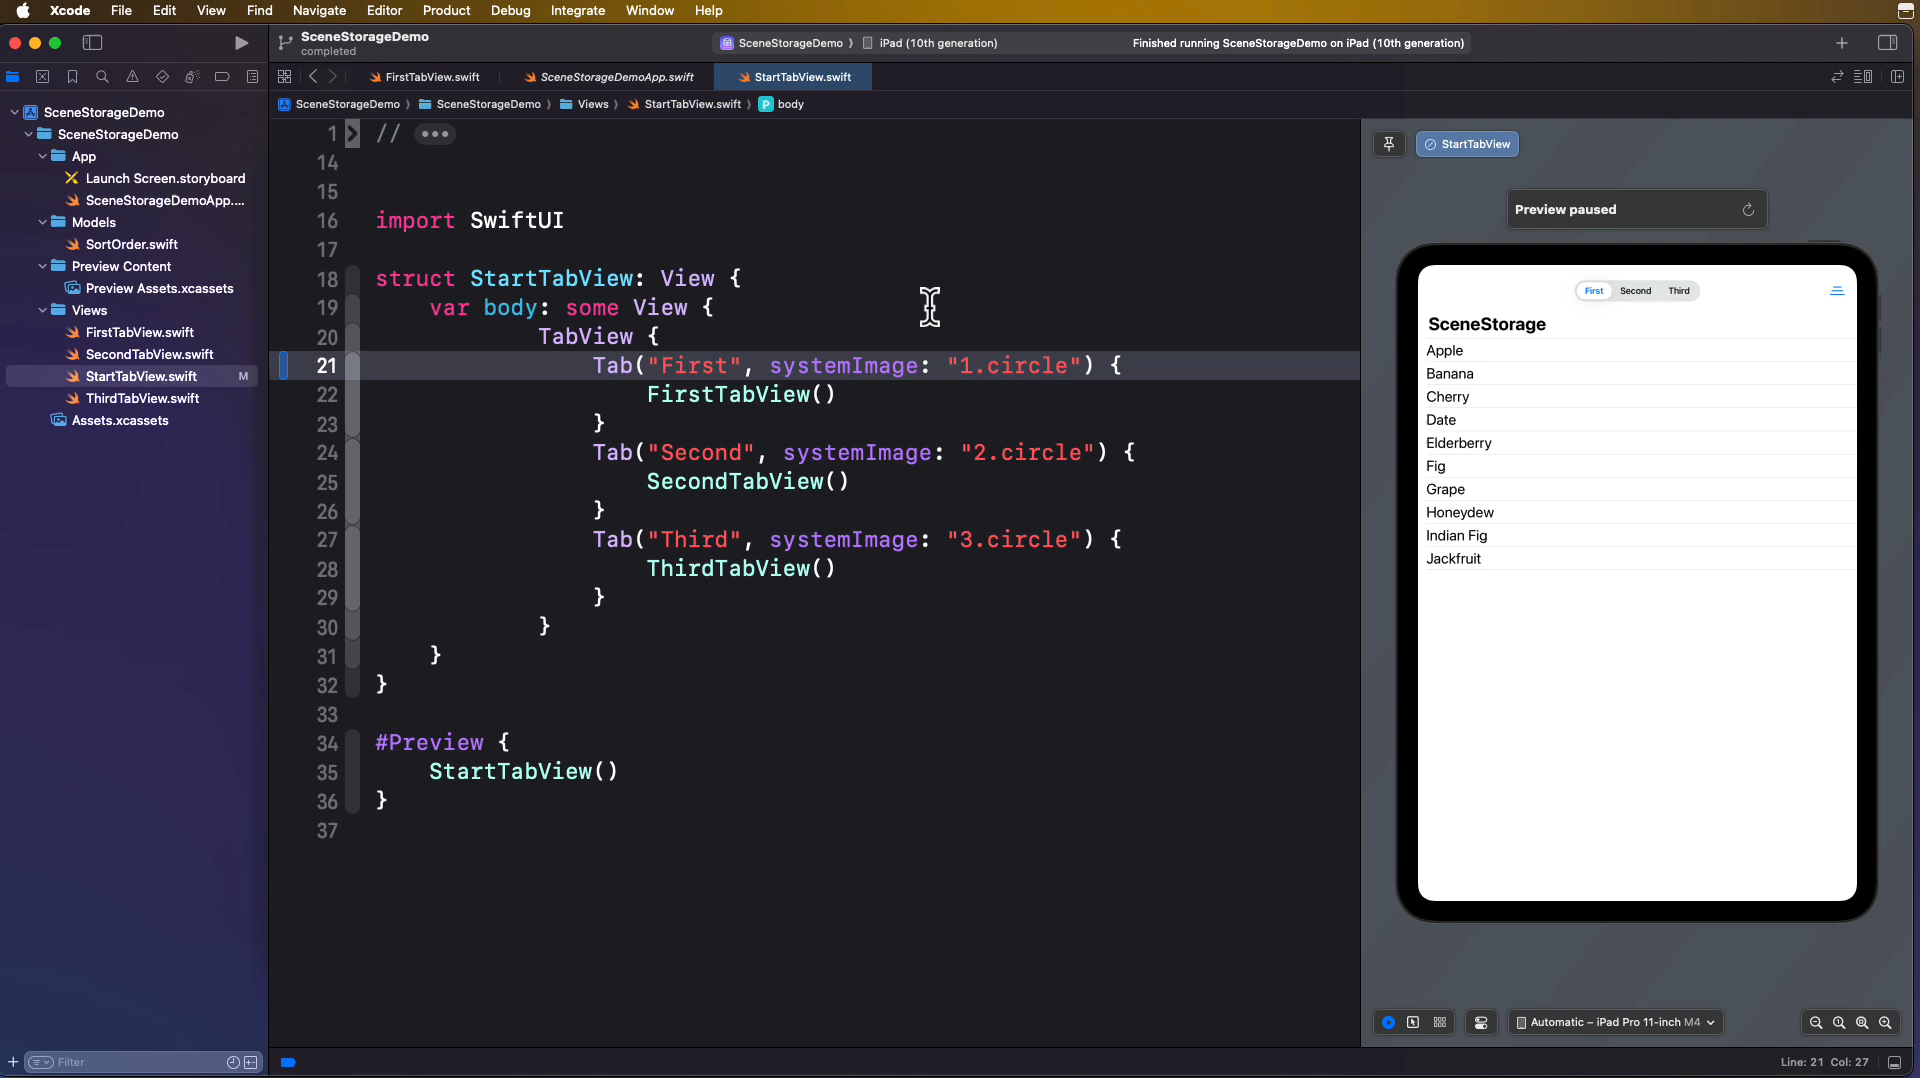 Xcode File Edit View Find Navigate Editor Product Debug Integrate Window Help
SceneStorageDemo
completed
SceneStorageDemo ⟩ iPad (10th generation)
Finished running SceneStorageDemo on iPad (10th generation)
FirstTabView.swift SceneStorageDemoApp.swift StartTabView.swift
SceneStorageDemo ⟩ SceneStorageDemo ⟩ Views ⟩ StartTabView.swift ⟩ P body
SceneStorageDemo
SceneStorageDemo
App
Launch Screen.storyboard
SceneStorageDemoApp....
Models
SortOrder.swift
Preview Content
Preview Assets.xcassets
Views
FirstTabView.swift
SecondTabView.swift
StartTabView.swift M
ThirdTabView.swift
Assets.xcassets
Filter
1 // •••
14
15
16 import SwiftUI
17
18 struct StartTabView: View {
19 var body: some View {
20 TabView {
21 Tab("First", systemImage: "1.circle") {
22 FirstTabView()
23 }
24 Tab("Second", systemImage: "2.circle") {
25 SecondTabView()
26 }
27 Tab("Third", systemImage: "3.circle") {
28 ThirdTabView()
29 }
30 }
31 }
32 }
33
34 #Preview {
35 StartTabView()
36 }
37
StartTabView
Preview paused
First Second Third
SceneStorage
Apple
Banana
Cherry
Date
Elderberry
Fig
Grape
Honeydew
Indian Fig
Jackfruit
Automatic – iPad Pro 11-inch M4
Line: 21 Col: 27